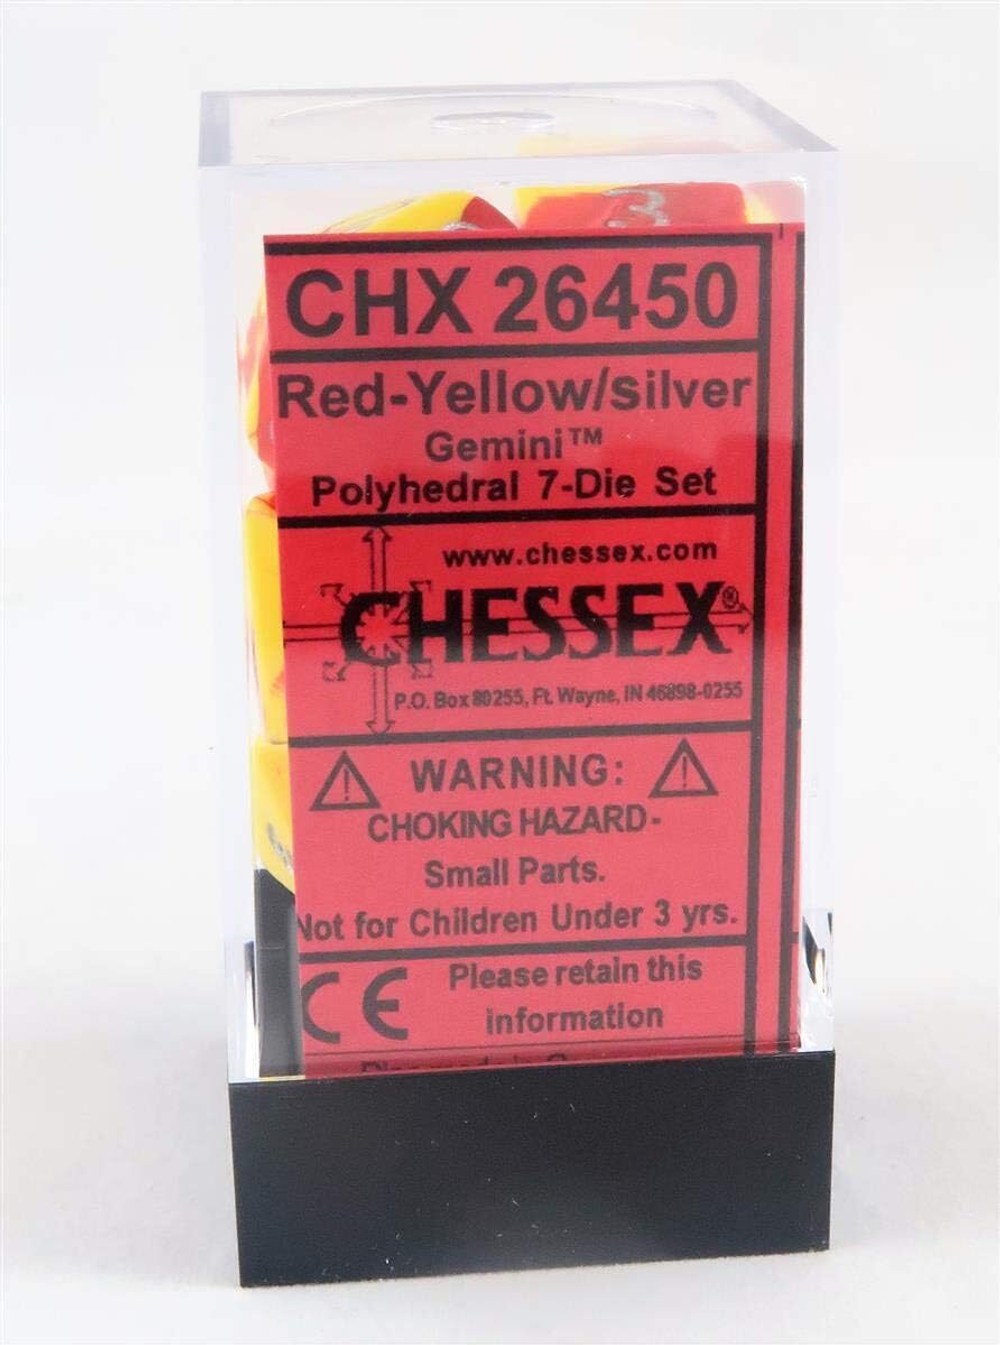 3
CHX 26450
Red-Yellow/silver
Gemini™
Polyhedral 7-Die Set
www.chessex.com
CHESSEX®
P.O. Box 80255, Ft. Wayne, IN 46898-0255
WARNING:
CHOKING HAZARD-
Small Parts.
Not for Children Under 3 yrs.
CE Please retain this
information